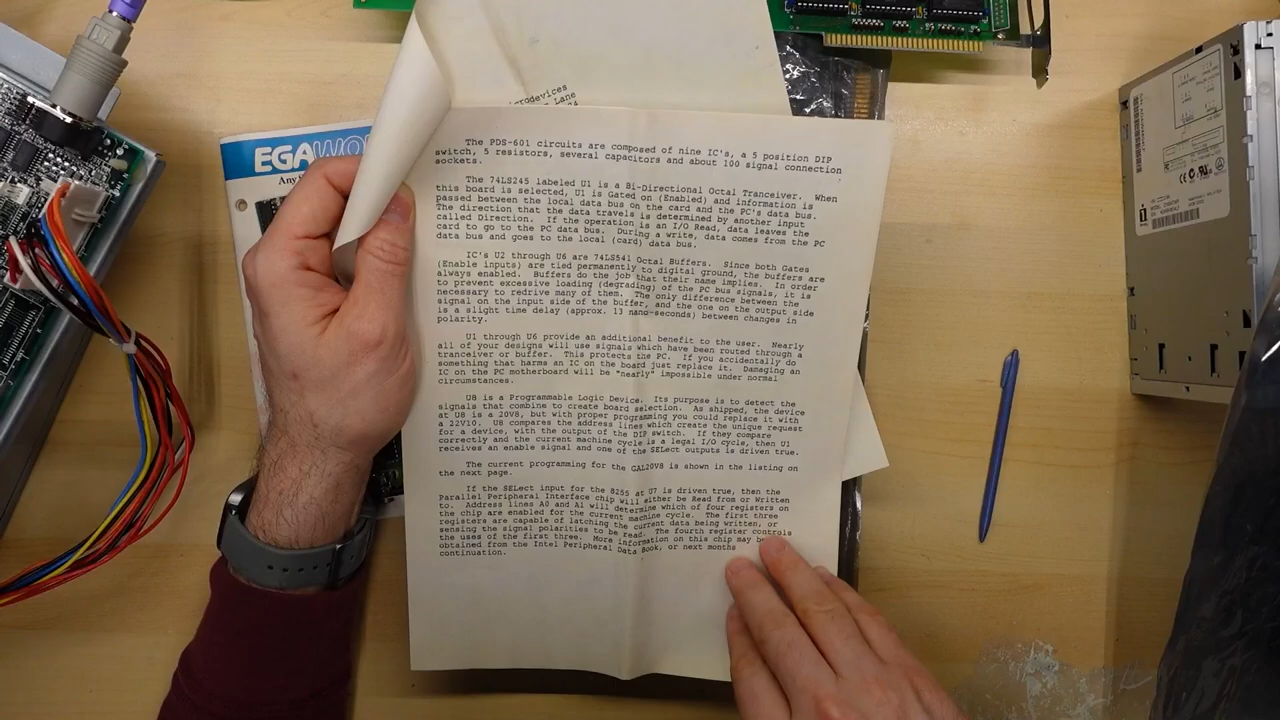 crodevices
Lane
EGAWO
Any
The PDS-601 circuits are composed of nine IC's, a 5 position DIP
switch, 5 resistors, several capacitors and about 100 signal connection
sockets.
The 74LS245 labeled U1 is a Bi-Directional Octal Tranceiver. When
this board is selected, U1 is Gated on (Enabled) and information is
passed between the local data bus on the card and the PC's data bus.
The direction that the data travels is determined by another input
called Direction. If the operation is an I/O Read, data leaves the
card to go to the PC data bus. During a write, data comes from the PC
data bus and goes to the local (card) data bus.
IC's U2 through U6 are 74LS541 Octal Buffers. Since both Gates
(Enable inputs) are tied permanently to digital ground, the buffers are
always enabled. Buffers do the job that their name implies. In order
to prevent excessive loading (degrading) of the PC bus signals, it is
necessary to redrive many of them. The only difference between the
signal on the input side of the buffer, and the one on the output side
is a slight time delay (approx. 13 nano-seconds) between changes in
polarity.
U1 through U6 provide an additional benefit to the user. Nearly
all of your designs will use signals which have been routed through a
tranceiver or buffer. This protects the PC. If you accidentally do
something that harms an IC on the board just replace it. Damaging an
IC on the PC motherboard will be "nearly" impossible under normal
circumstances.
U8 is a Programmable Logic Device. Its purpose is to detect the
signals that combine to create board selection. As shipped, the device
at U8 is a 20V8, but with proper programming you could replace it with
a 22V10. U8 compares the address lines which create the unique request
for a device, with the output of the DIP switch. If they compare
correctly and the current machine cycle is a legal I/O cycle, then U1
receives an enable signal and one of the SELect outputs is driven true.
The current programming for the GAL20V8 is shown in the listing on
the next page.
If the SELect input for the 8255 at U7 is driven true, then the
Parallel Peripheral Interface chip will either be Read from or Written
to. Address lines A0 and A1 will determine which of four registers on
the chip are enabled for the current machine cycle. The first three
registers are capable of latching the current data being written, or
sensing the signal polarities to be read. The fourth register controls
the uses of the first three. More information on this chip may be
obtained from the Intel Peripheral Data Book, or next months
continuation.